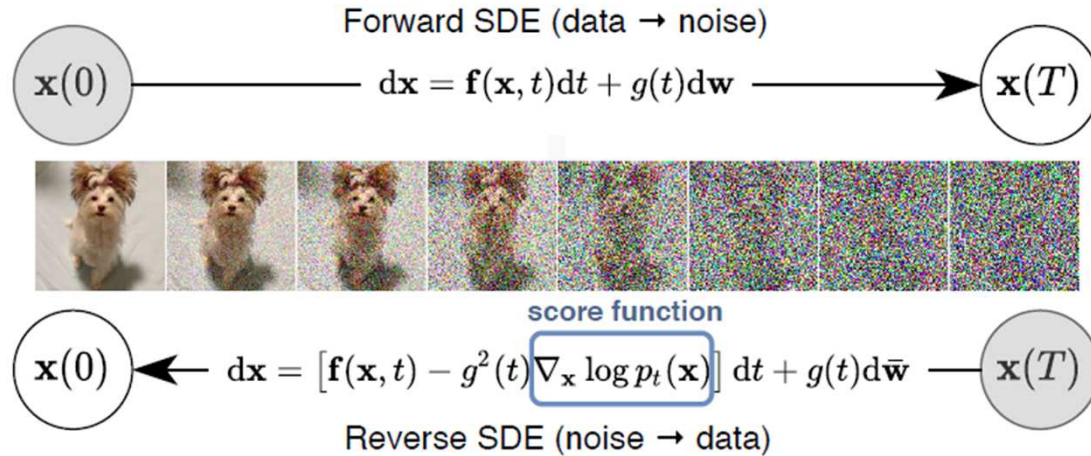 Forward SDE (data → noise)
x(0) dx = f(x, t)dt + g(t)dw x(T)
score function
x(0) dx = [f(x, t) − g²(t)∇ₓ log pₜ(x)] dt + g(t)dw̄ x(T)
Reverse SDE (noise → data)